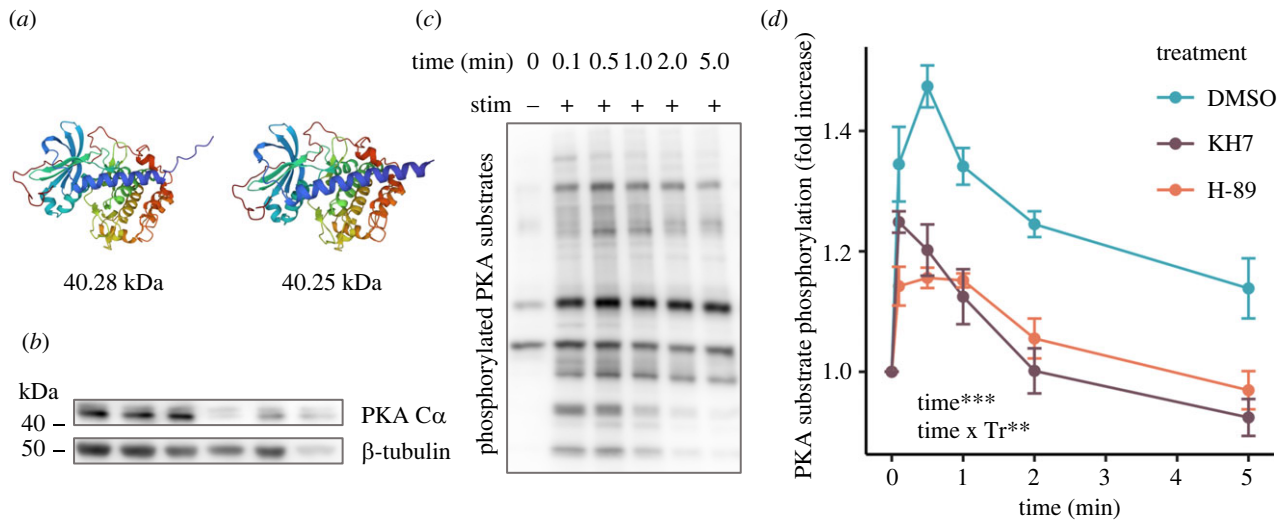 (a)
40.28 kDa
40.25 kDa
(b)
kDa
40
50
PKA Cα
β-tubulin
(c)
time (min) 0 0.1 0.5 1.0 2.0 5.0
stim – + + + + +
phosphorylated PKA substrates
(d)
PKA substrate phosphorylation (fold increase)
1.4
1.2
1.0
treatment
DMSO
KH7
H-89
time***
time x Tr**
0 1 2 3 4 5
time (min)